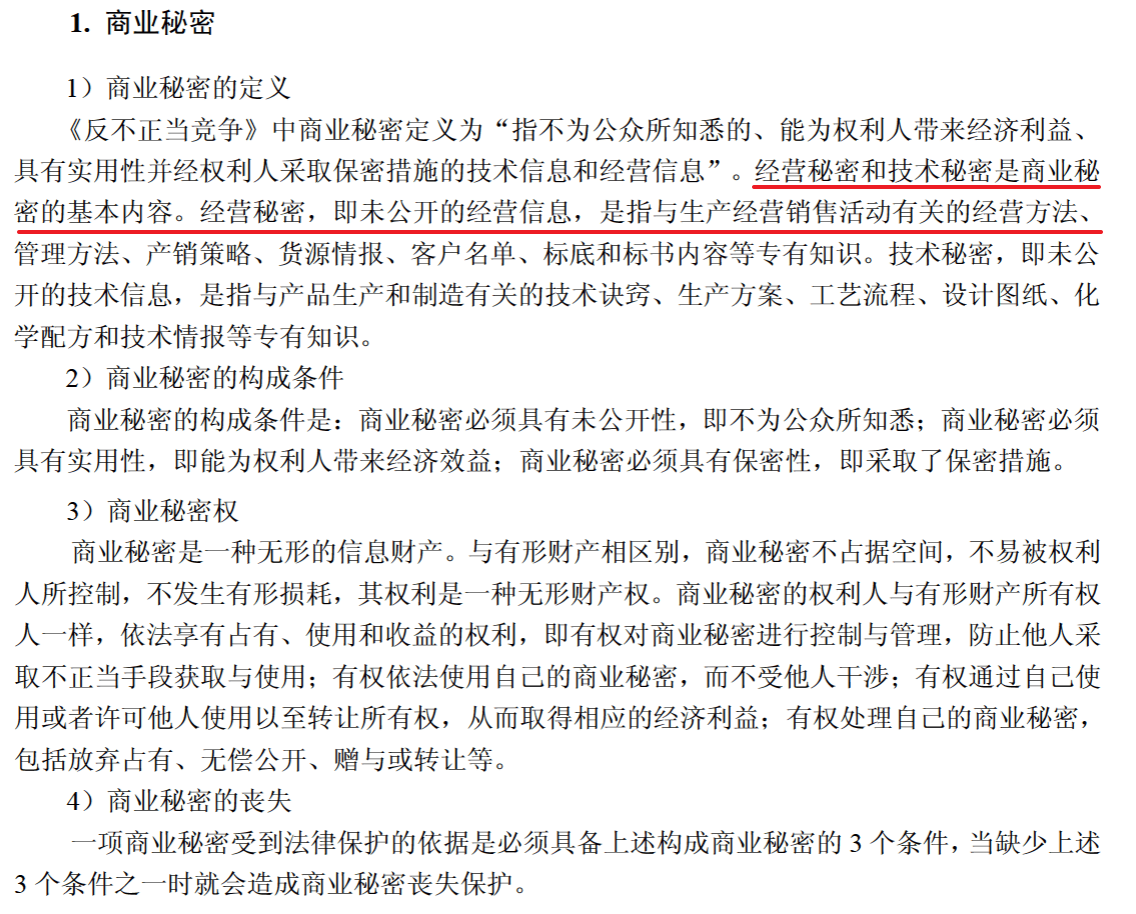 1. 商业秘密
1）商业秘密的定义
《反不正当竞争》中商业秘密定义为“指不为公众所知悉的、能为权利人带来经济利益、
具有实用性并经权利人采取保密措施的技术信息和经营信息”。经营秘密和技术秘密是商业秘
密的基本内容。经营秘密，即未公开的经营信息，是指与生产经营销售活动有关的经营方法、
管理方法、产销策略、货源情报、客户名单、标底和标书内容等专有知识。技术秘密，即未公
开的技术信息，是指与产品生产和制造有关的技术诀窍、生产方案、工艺流程、设计图纸、化
学配方和技术情报等专有知识。
2）商业秘密的构成条件
商业秘密的构成条件是：商业秘密必须具有未公开性，即不为公众所知悉；商业秘密必须
具有实用性，即能为权利人带来经济效益；商业秘密必须具有保密性，即采取了保密措施。
3）商业秘密权
商业秘密是一种无形的信息财产。与有形财产相区别，商业秘密不占据空间，不易被权利
人所控制，不发生有形损耗，其权利是一种无形财产权。商业秘密的权利人与有形财产所有权
人一样，依法享有占有、使用和收益的权利，即有权对商业秘密进行控制与管理，防止他人采
取不正当手段获取与使用；有权依法使用自己的商业秘密，而不受他人干涉；有权通过自己使
用或者许可他人使用以至转让所有权，从而取得相应的经济利益；有权处理自己的商业秘密，
包括放弃占有、无偿公开、赠与或转让等。
4）商业秘密的丧失
一项商业秘密受到法律保护的依据是必须具备上述构成商业秘密的 3 个条件，当缺少上述
3 个条件之一时就会造成商业秘密丧失保护。